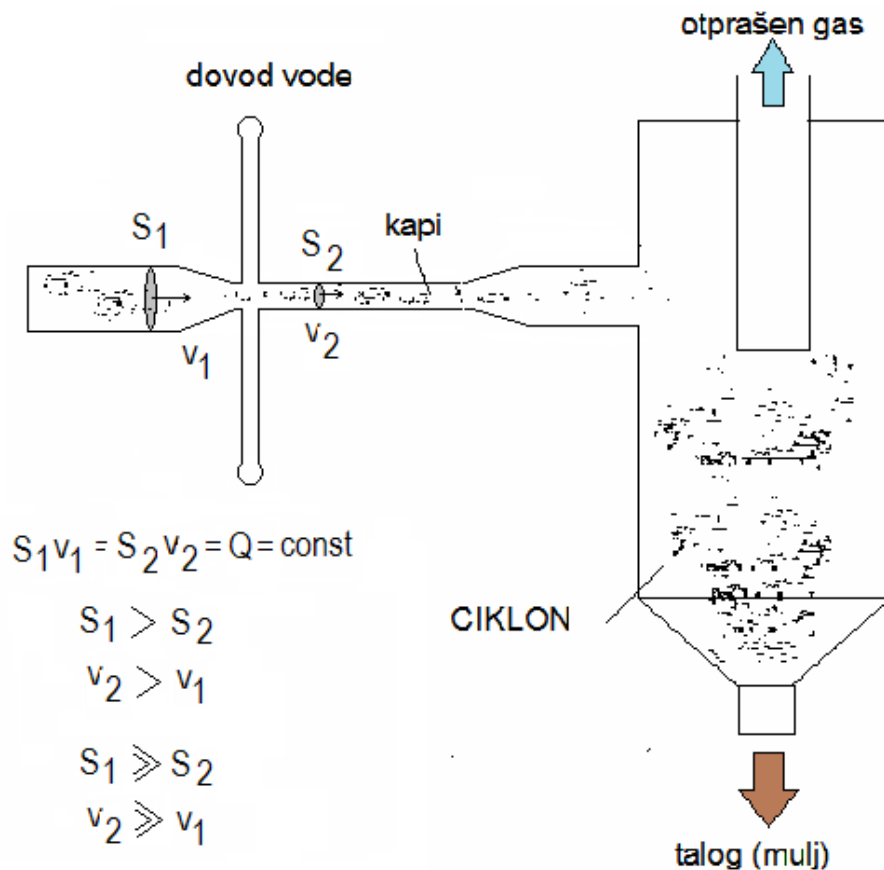 otprašen gas
dovod vode
S1
S2
kapi
v1
v2
S1v1 = S2v2 = Q = const
S1 > S2
v2 > v1
CIKLON
S1 ≫ S2
v2 ≫ v1
talog (mulj)